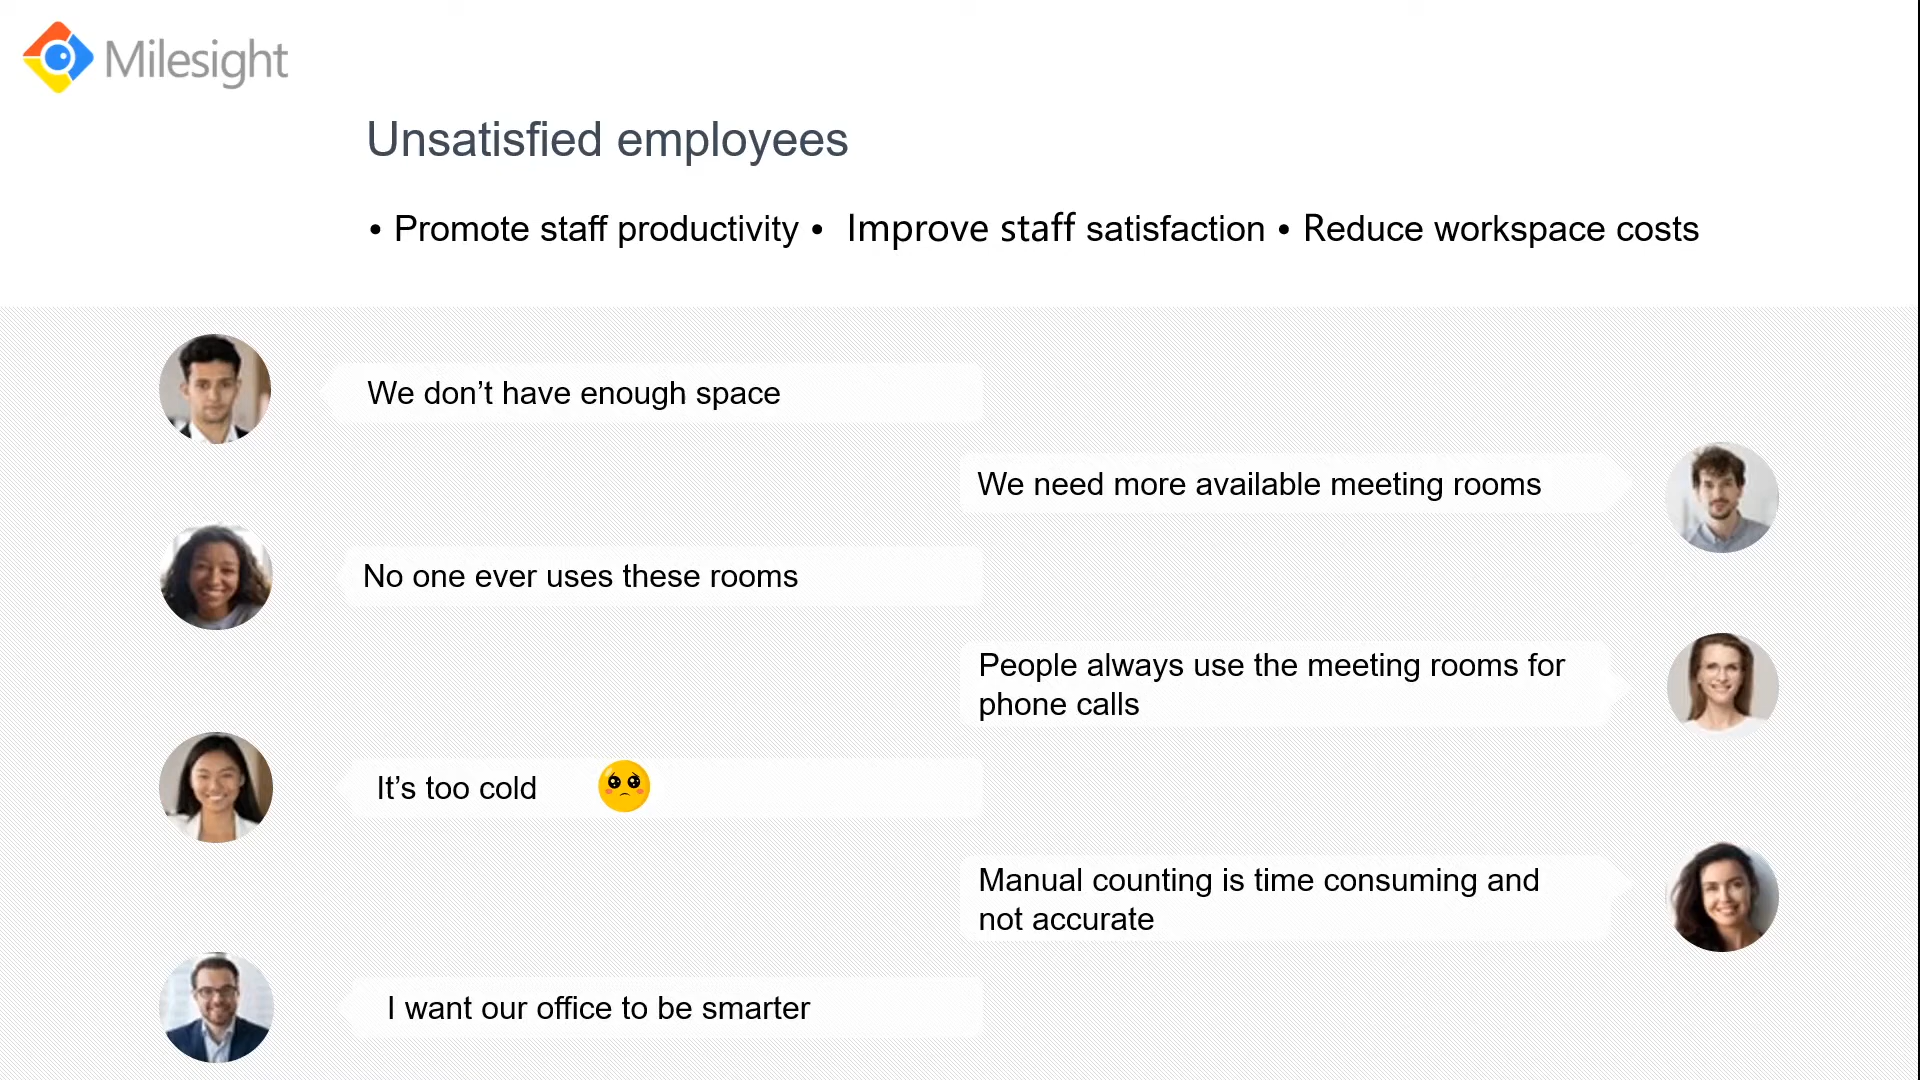 Milesight
Unsatisfied employees
• Promote staff productivity • Improve staff satisfaction • Reduce workspace costs
We don’t have enough space
We need more available meeting rooms
No one ever uses these rooms
People always use the meeting rooms for
phone calls
It’s too cold 🥺
Manual counting is time consuming and
not accurate
I want our office to be smarter